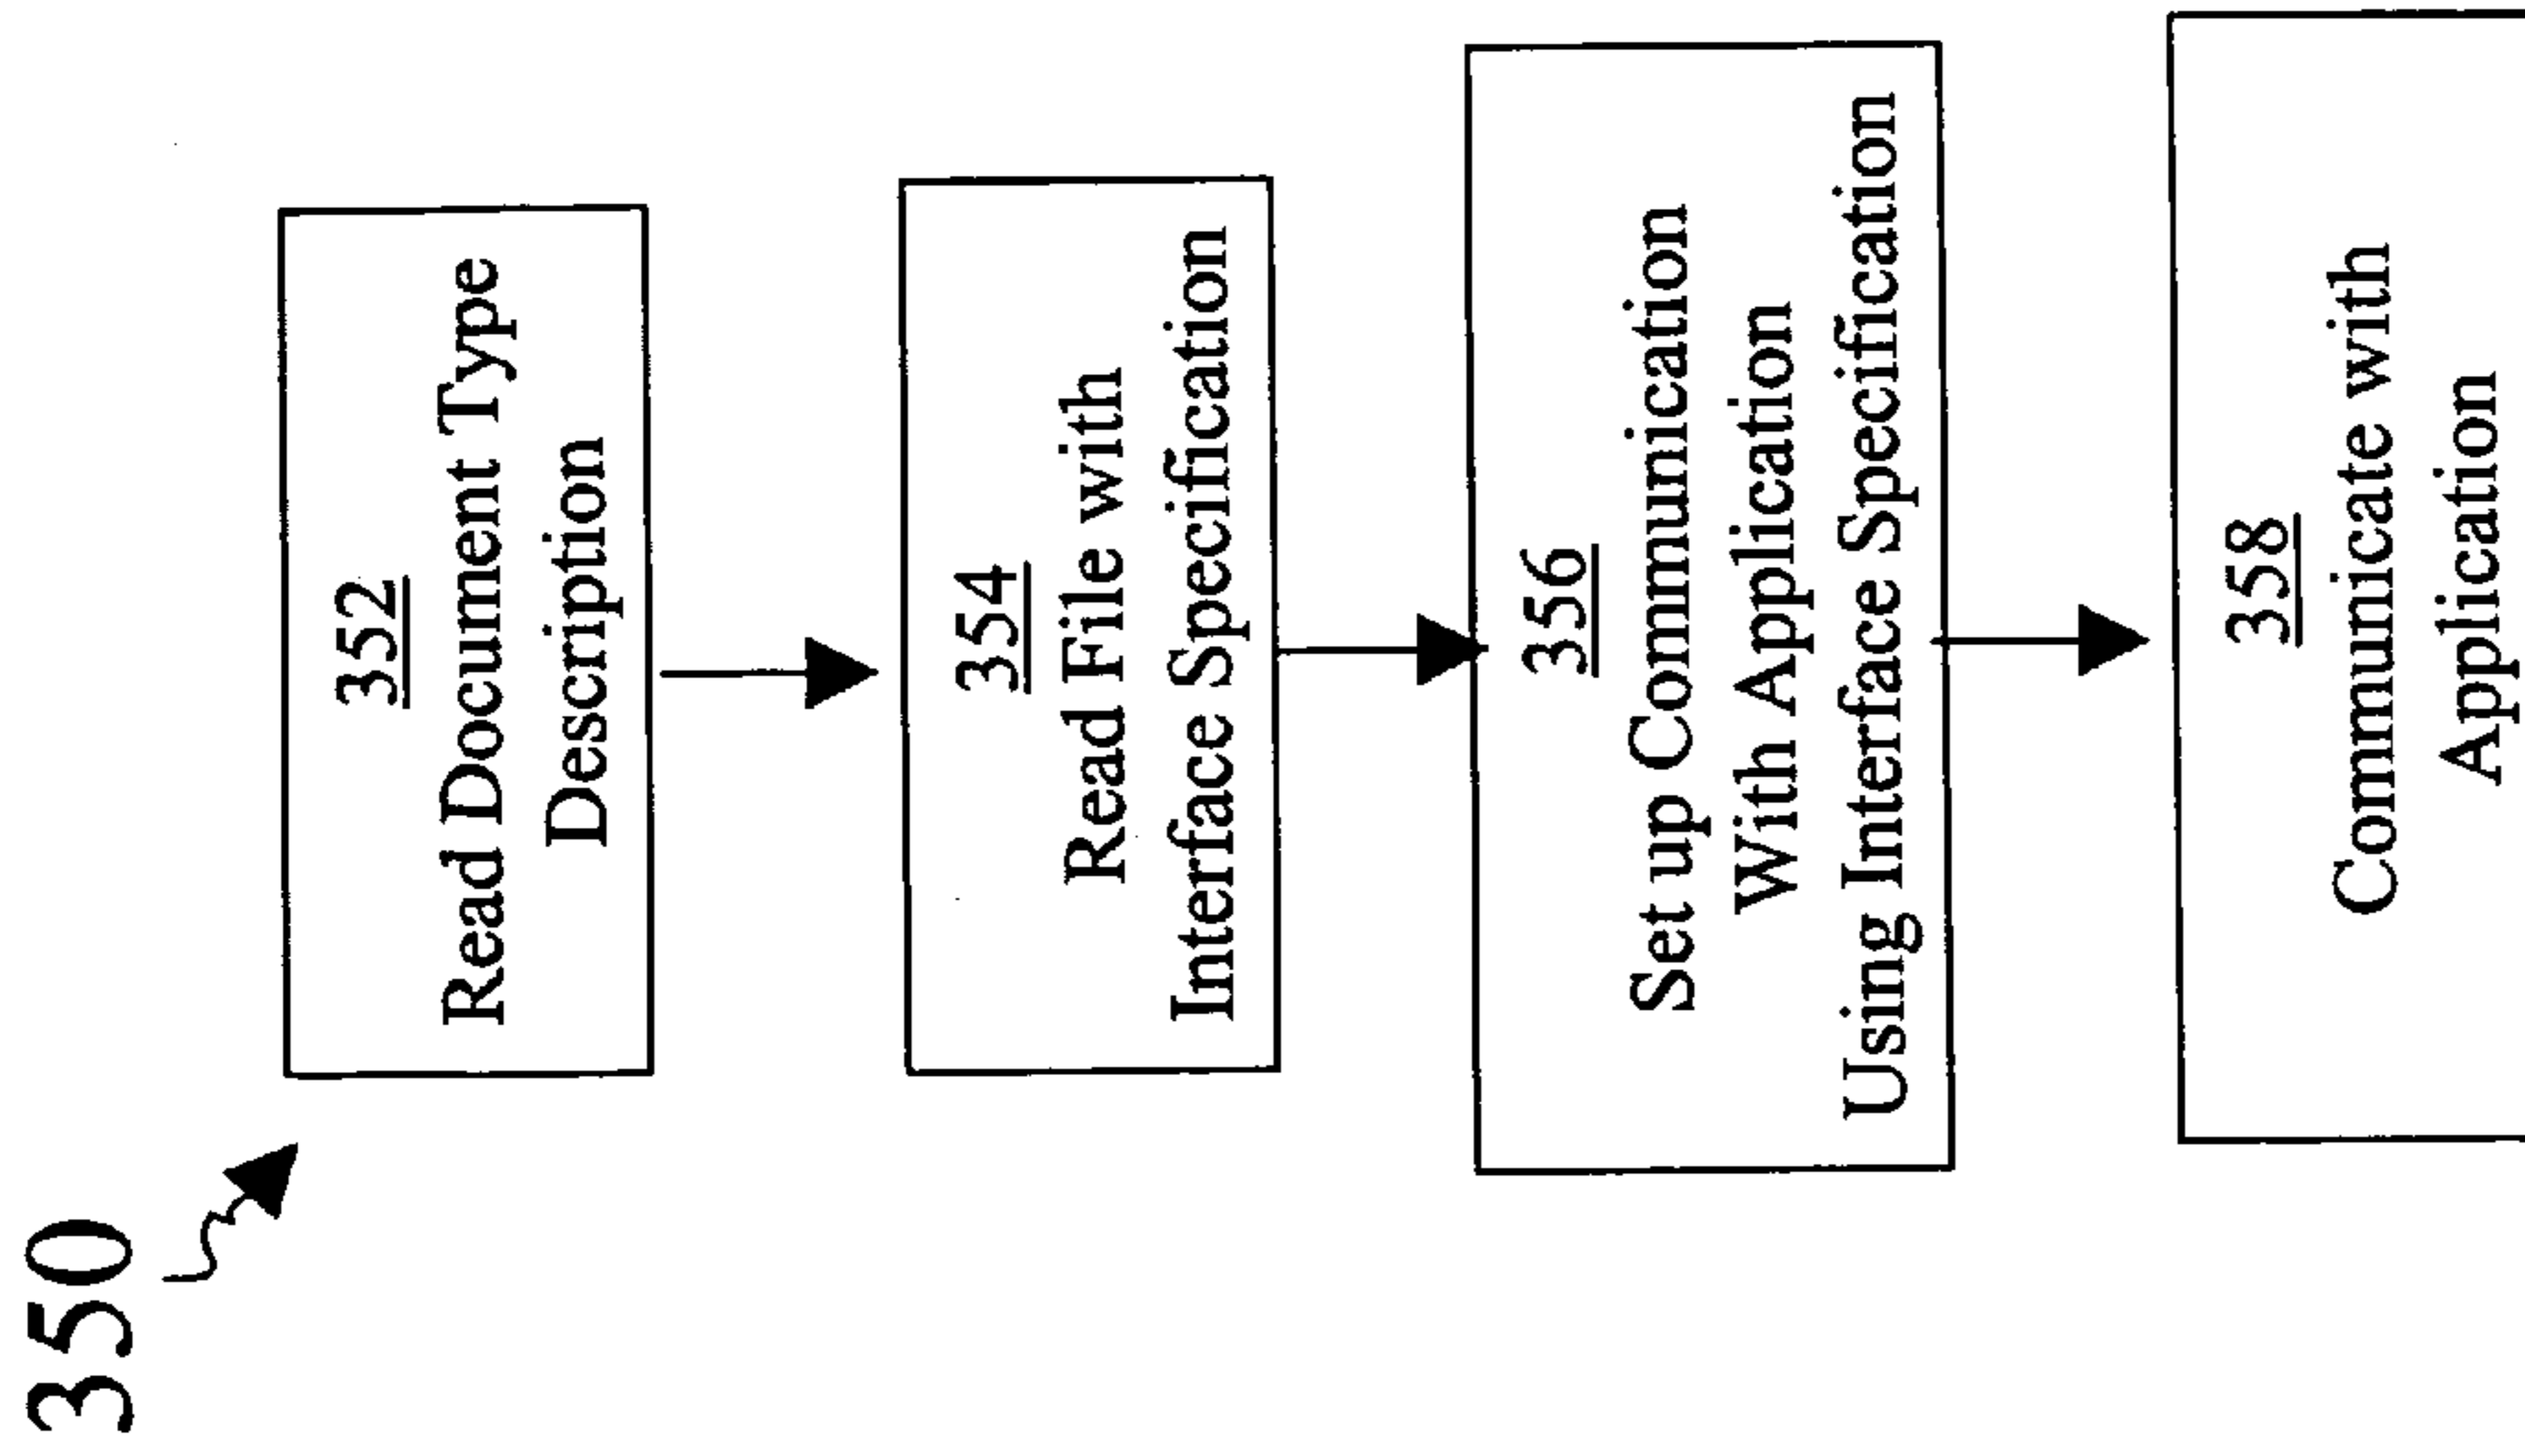 350
352
Read Document Type
Description
354
Read File with
Interface Specification
356
Set up Communication
With Application
Using Interface Specification
358
Communicate with
Application